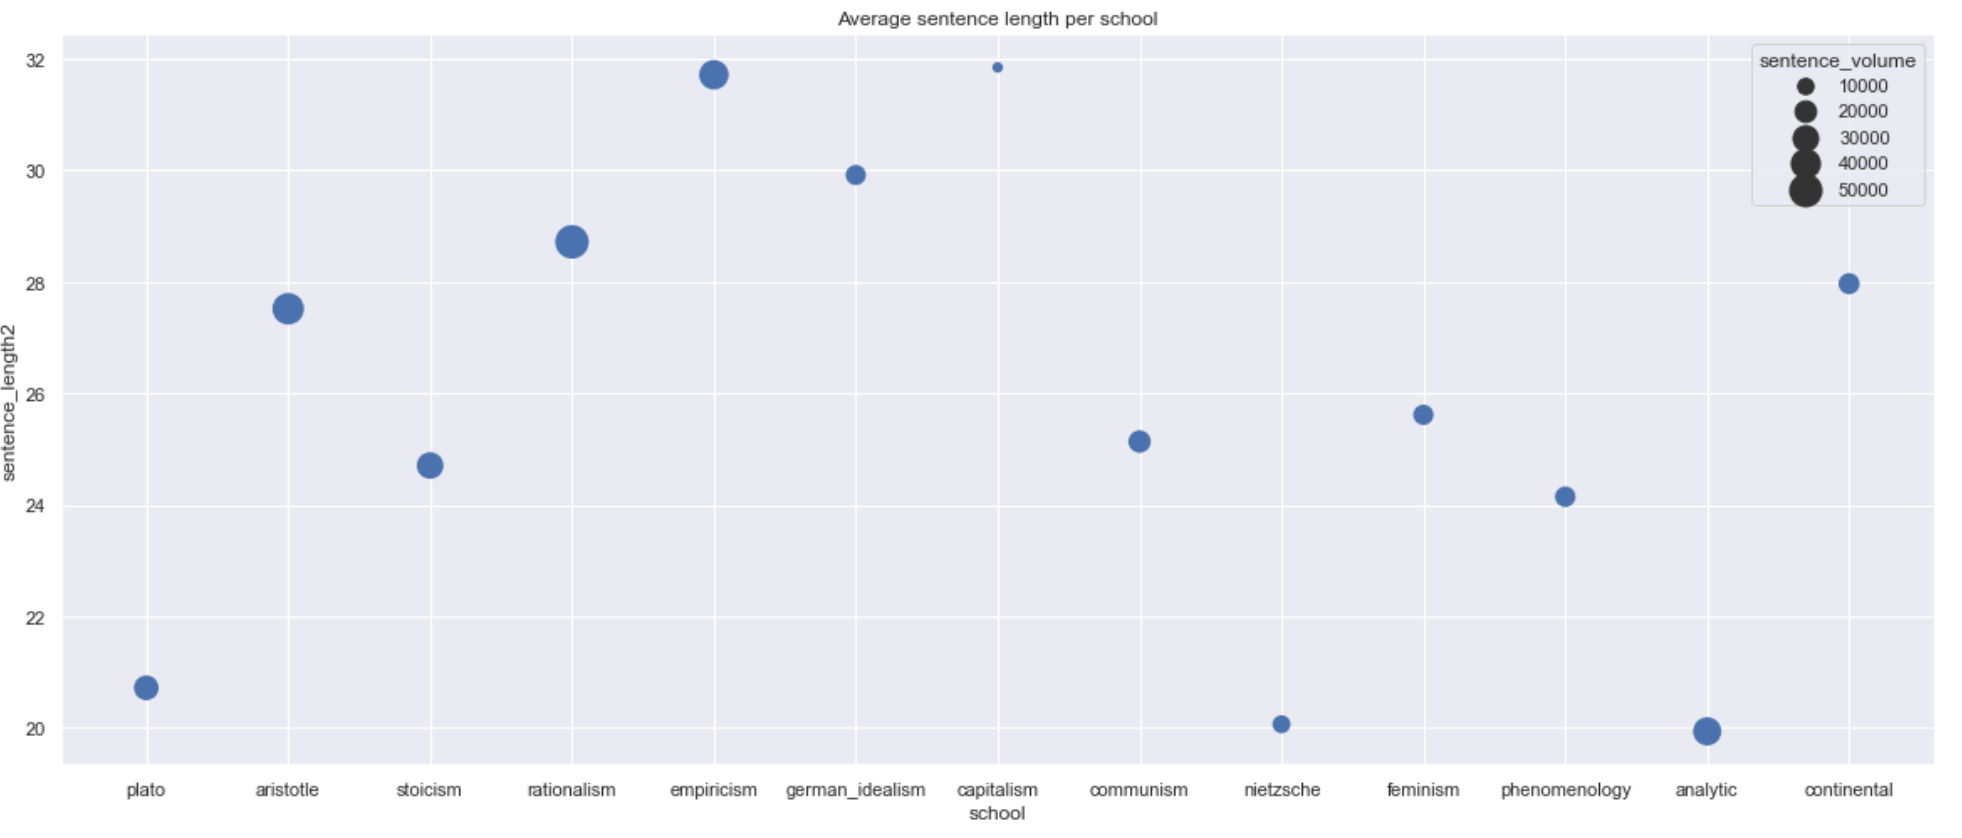 Average sentence length per school
sentence_length2
32
30
28
26
24
22
20
sentence_volume
10000
20000
30000
40000
50000
plato aristotle stoicism rationalism empiricism german_idealism capitalism communism nietzsche feminism phenomenology analytic continental
school